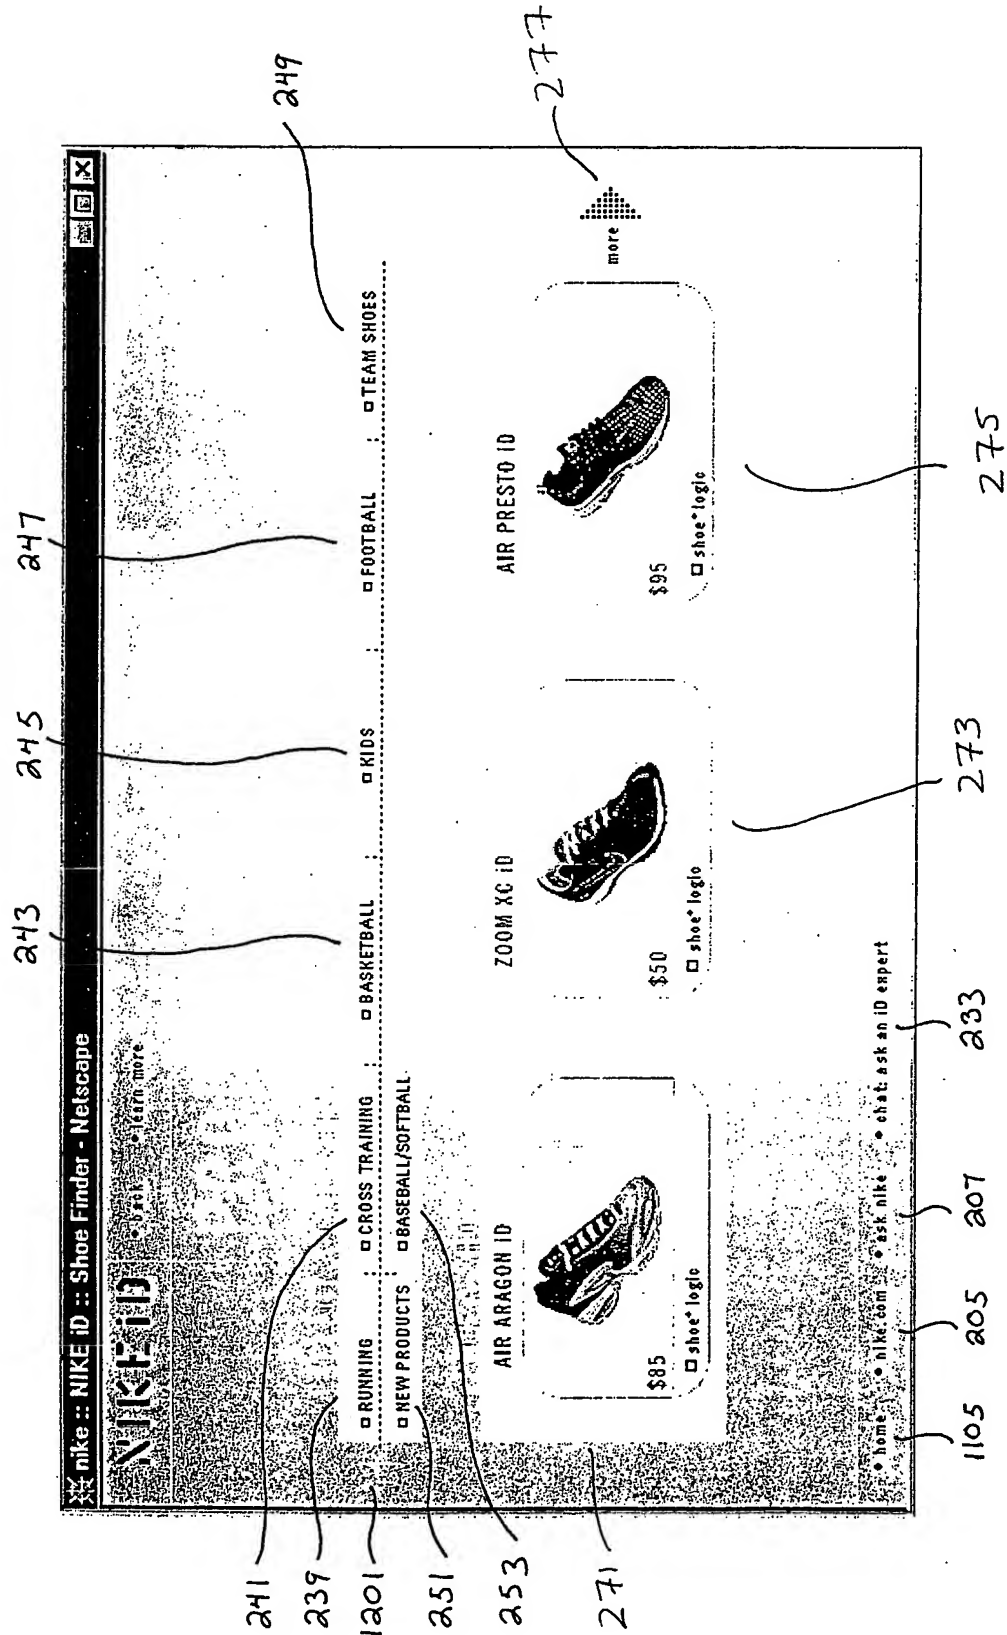 247
245
243
249
277
nike :: NIKE iD :: Shoe Finder - Netscape
NIKE iD
• back • learn more
RUNNING : CROSS TRAINING : BASKETBALL : KIDS : FOOTBALL : TEAM SHOES
NEW PRODUCTS : BASEBALL/SOFTBALL
241
239
1201
251
253
271
AIR ARAGON iD
ZOOM XC iD
AIR PRESTO iD
more
$85
$50
$95
shoe*logic
shoe*logic
shoe*logic
• home • nike.com • ask nike • chat: ask an iD expert
1105
205
207
233
273
275